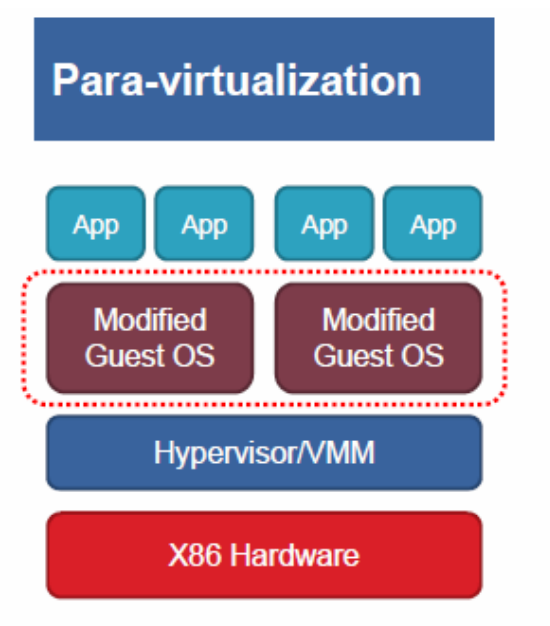 Para-virtualization
App App App App
Modified Modified
Guest OS Guest OS
Hypervisor/VMM
X86 Hardware